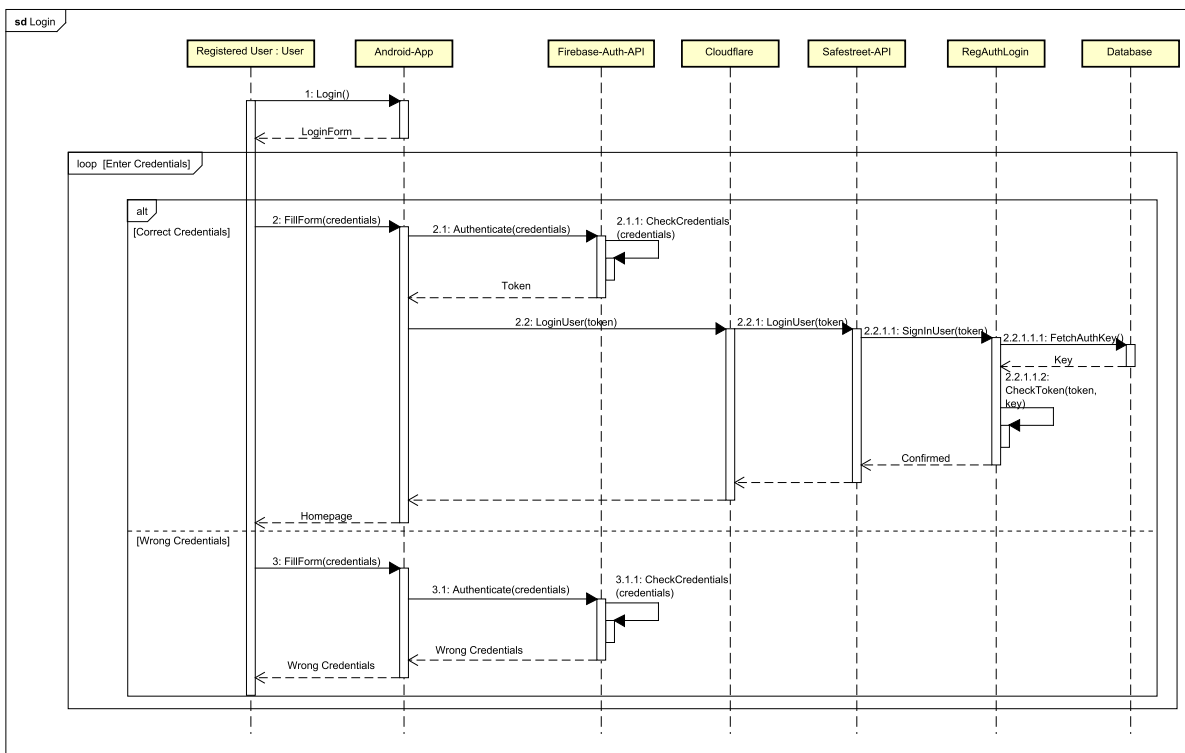 sd Login
Registered User : User
Android-App
Firebase-Auth-API
Cloudflare
Safestreet-API
RegAuthLogin
Database
1: Login()
LoginForm
loop [Enter Credentials]
alt
[Correct Credentials]
2: FillForm(credentials)
2.1: Authenticate(credentials)
2.1.1: CheckCredentials
(credentials)
Token
2.2: LoginUser(token)
2.2.1: LoginUser(token)
2.2.1.1: SignInUser(token)
2.2.1.1.1: FetchAuthKey()
Key
2.2.1.1.2:
CheckToken(token,
key)
Confirmed
Homepage
[Wrong Credentials]
3: FillForm(credentials)
3.1: Authenticate(credentials)
3.1.1: CheckCredentials
(credentials)
Wrong Credentials
Wrong Credentials